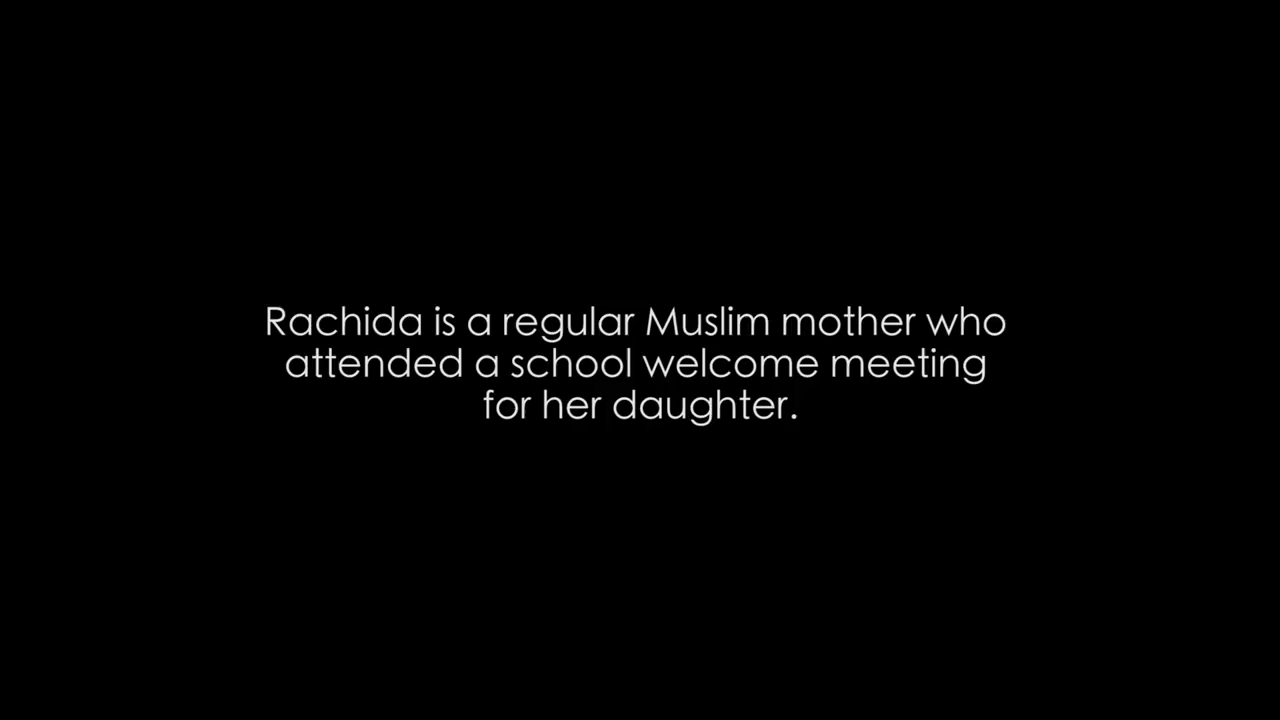 Rachida is a regular Muslim mother who
attended a school welcome meeting
for her daughter.